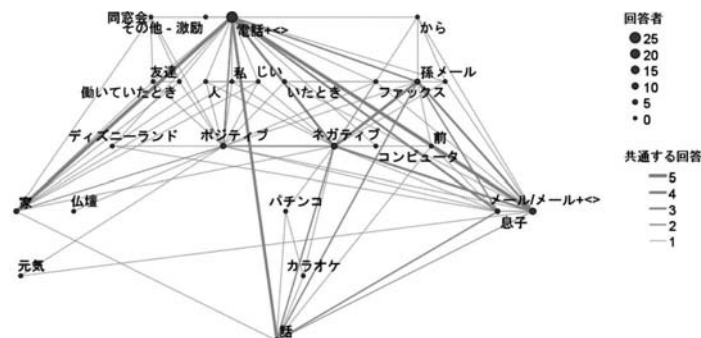 同窓会
その他 - 激励
電話+<>
から
友達
私
じい
孫 メール
働いていたとき
人
いたとき
ファックス
ディズニーランド
ポジティブ
ネガティブ
前
コンピュータ
家
仏壇
パチンコ
メール/メール+<>
息子
元気
カラオケ
話
回答者
25
20
15
10
5
0
共通する回答
5
4
3
2
1